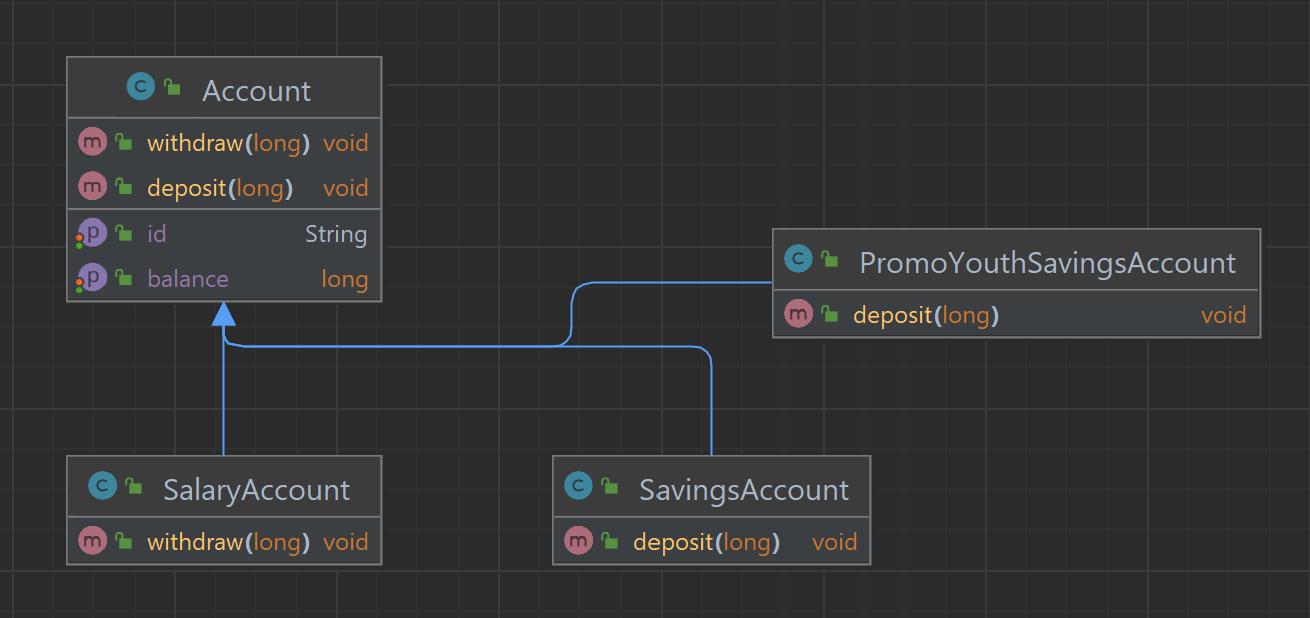 C Account
m withdraw(long) void
m deposit(long) void
p id String
p balance long
C PromoYouthSavingsAccount
m deposit(long) void
C SalaryAccount
m withdraw(long) void
C SavingsAccount
m deposit(long) void